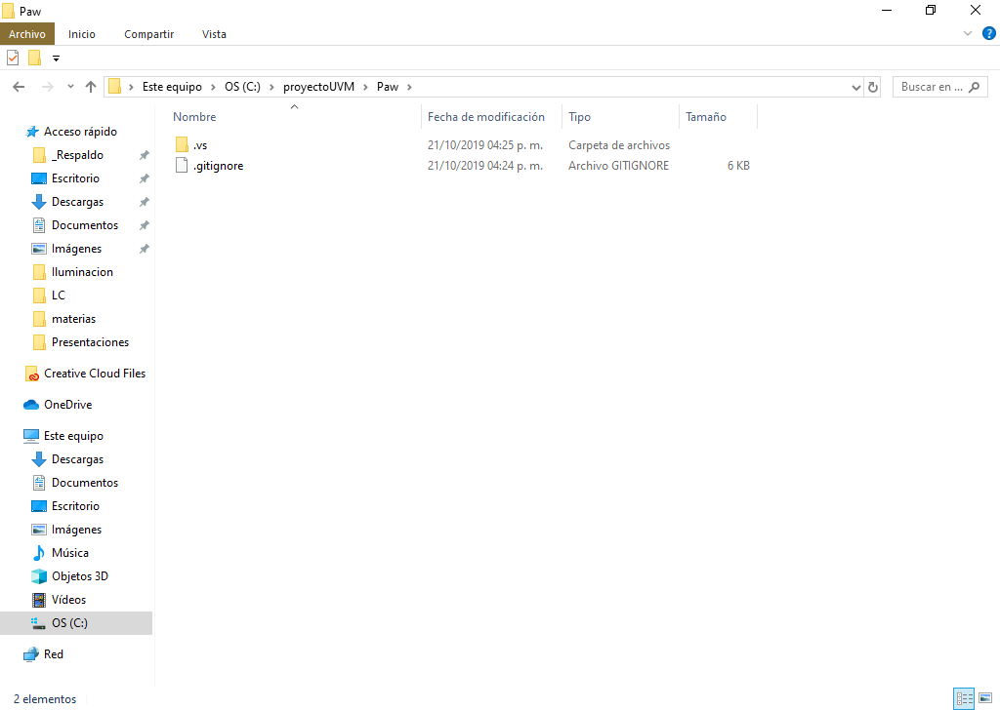 Paw
Archivo Inicio Compartir Vista
Este equipo OS (C:) proyectoUVM Paw Buscar en ...
Nombre Fecha de modificación Tipo Tamaño
.vs 21/10/2019 04:25 p. m. Carpeta de archivos
.gitignore 21/10/2019 04:24 p. m. Archivo GITIGNORE 6 KB
Acceso rápido
_Respaldo
Escritorio
Descargas
Documentos
Imágenes
Iluminacion
LC
materias
Presentaciones
Creative Cloud Files
OneDrive
Este equipo
Descargas
Documentos
Escritorio
Imágenes
Música
Objetos 3D
Vídeos
OS (C:)
Red
2 elementos